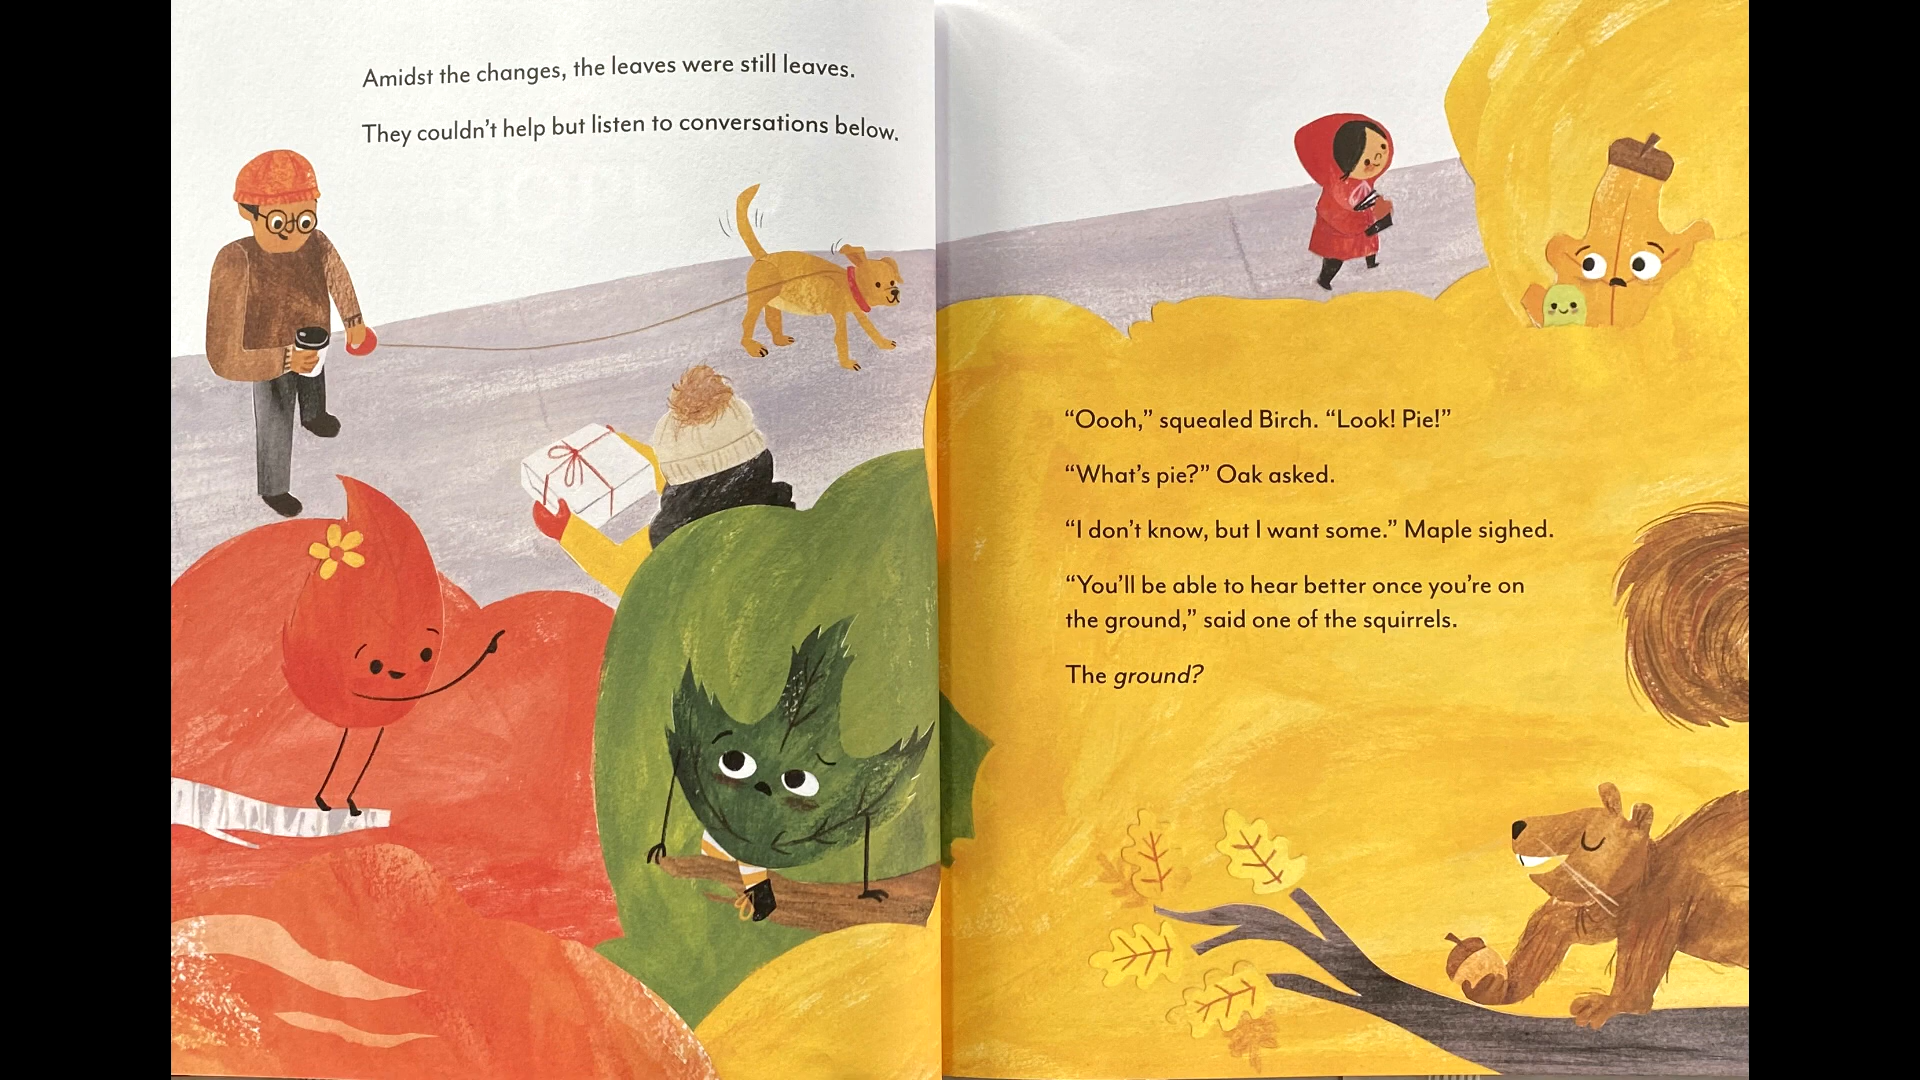 Amidst the changes, the leaves were still leaves.
They couldn’t help but listen to conversations below.
“Oooh,” squealed Birch. “Look! Pie!”
“What’s pie?” Oak asked.
“I don’t know, but I want some.” Maple sighed.
“You’ll be able to hear better once you’re on
the ground,” said one of the squirrels.
The ground?